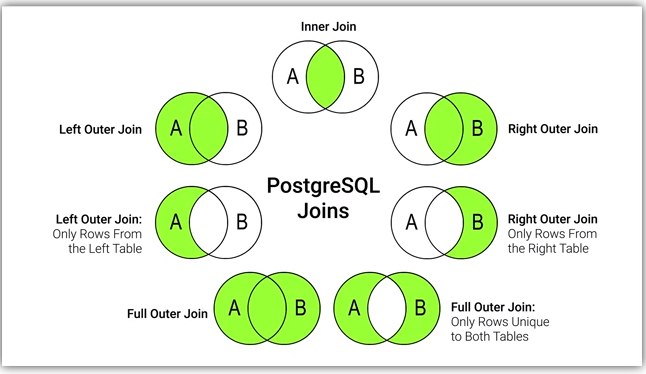 Inner Join
A B
Left Outer Join
A B
A B
Right Outer Join
PostgreSQL
Joins
Left Outer Join:
Only Rows From
the Left Table
A B
A B
Right Outer Join
Only Rows From
the Right Table
Full Outer Join
A B
A B
Full Outer Join:
Only Rows Unique
to Both Tables